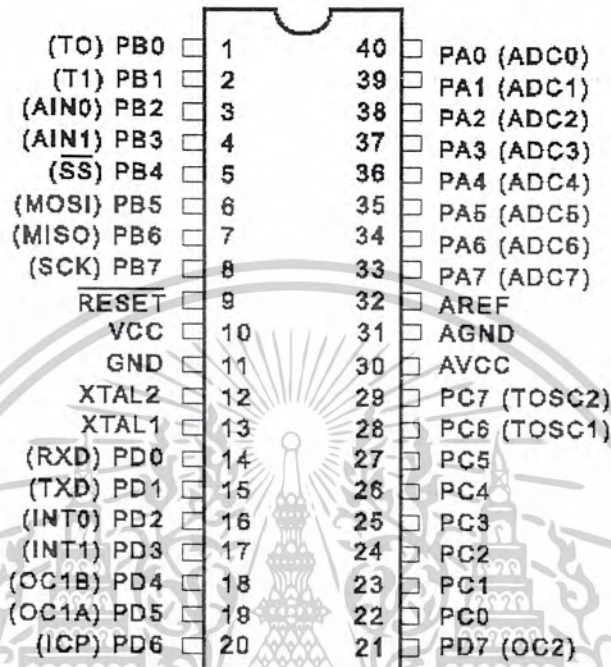 (TO) PB0 1 40 PA0 (ADC0)
(T1) PB1 2 39 PA1 (ADC1)
(AIN0) PB2 3 38 PA2 (ADC2)
(AIN1) PB3 4 37 PA3 (ADC3)
(SS) PB4 5 36 PA4 (ADC4)
(MOSI) PB5 6 35 PA5 (ADC5)
(MISO) PB6 7 34 PA6 (ADC6)
(SCK) PB7 8 33 PA7 (ADC7)
RESET 9 32 AREF
VCC 10 31 AGND
GND 11 30 AVCC
XTAL2 12 29 PC7 (TOSC2)
XTAL1 13 28 PC6 (TOSC1)
(RXD) PD0 14 27 PC5
(TXD) PD1 15 26 PC4
(INT0) PD2 16 25 PC3
(INT1) PD3 17 24 PC2
(OC1B) PD4 18 23 PC1
(OC1A) PD5 19 22 PC0
(ICP) PD6 20 21 PD7 (OC2)